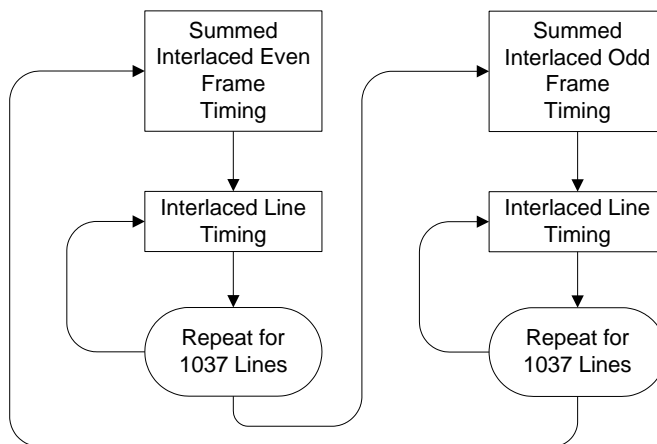 Summed
Interlaced Even
Frame
Timing
Interlaced Line
Timing
Repeat for
1037 Lines
Summed
Interlaced Odd
Frame
Timing
Interlaced Line
Timing
Repeat for
1037 Lines